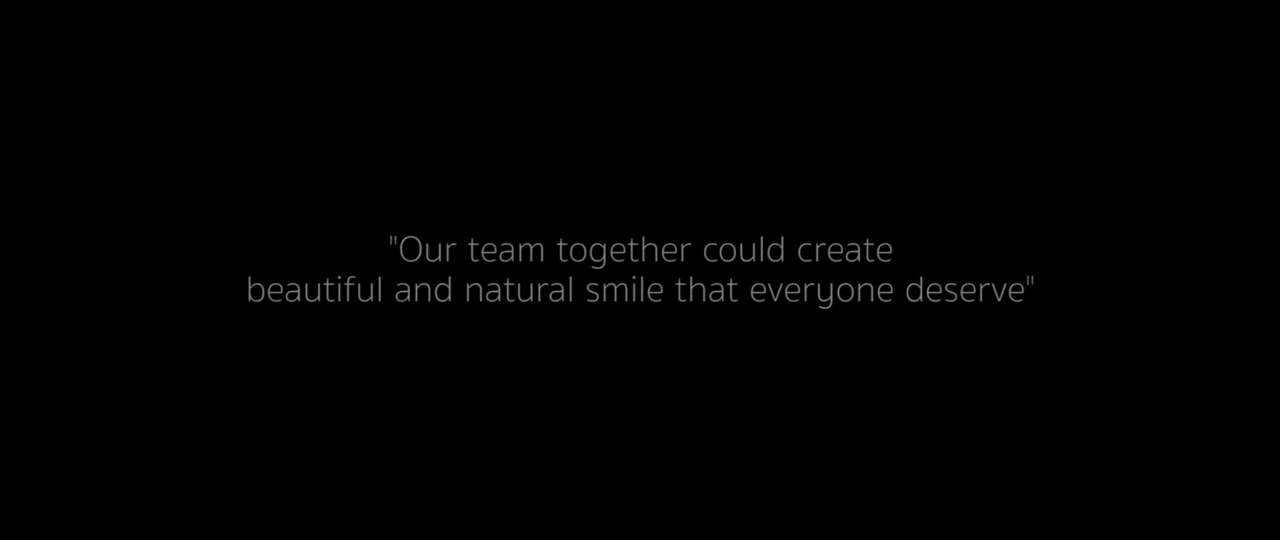 "Our team together could create
beautiful and natural smile that everyone deserve"